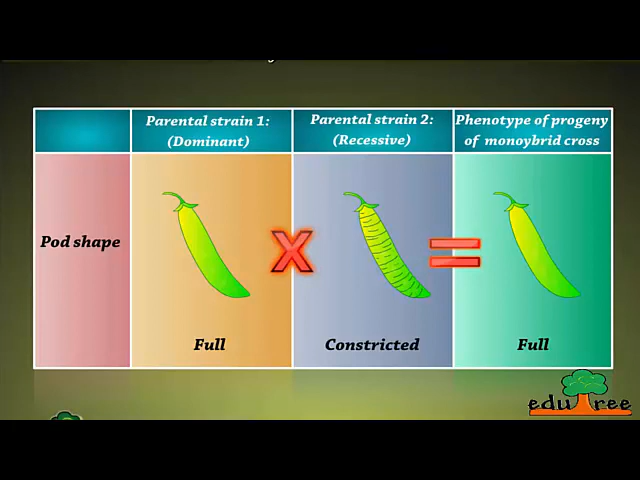 Parental strain 1:
(Dominant)
Parental strain 2:
(Recessive)
Phenotype of progeny
of monoybrid cross
Pod shape
X
=
Full
Constricted
Full
eduTree